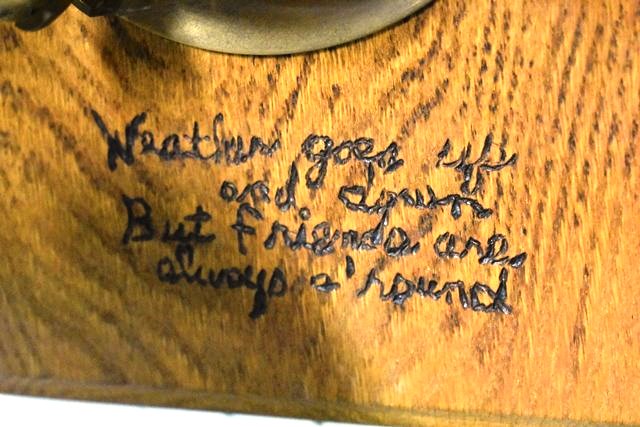 Weather goes up
and down
But friends are
always a'round